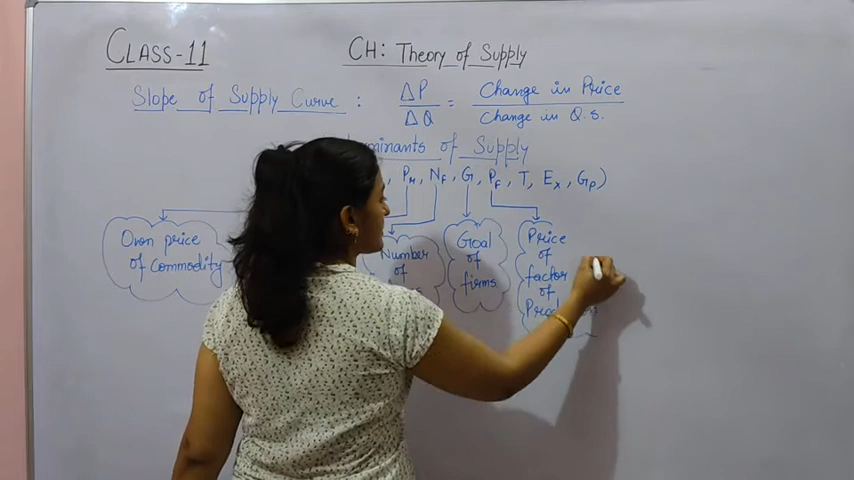 CLASS-11
CH: Theory of Supply
Slope of Supply Curve : ΔP/ΔQ = Change in Price / Change in Q.S.
of Supply
, PM, NF, G, PF, T, Ex, GP)
Own price
of Commodity
Number
of
Goal
of
firms
Price
of
factor
of